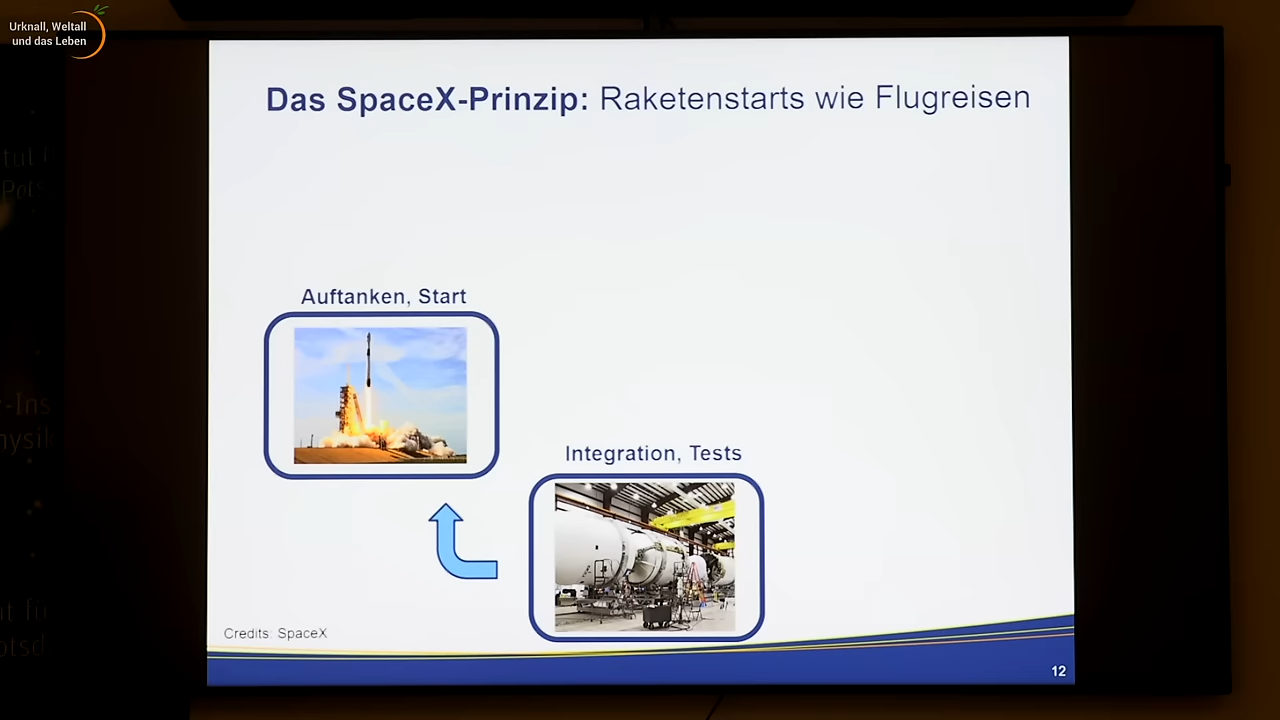 Urknall, Weltall
und das Leben
Das SpaceX-Prinzip: Raketenstarts wie Flugreisen
Auftanken, Start
Integration, Tests
Credits: SpaceX
12